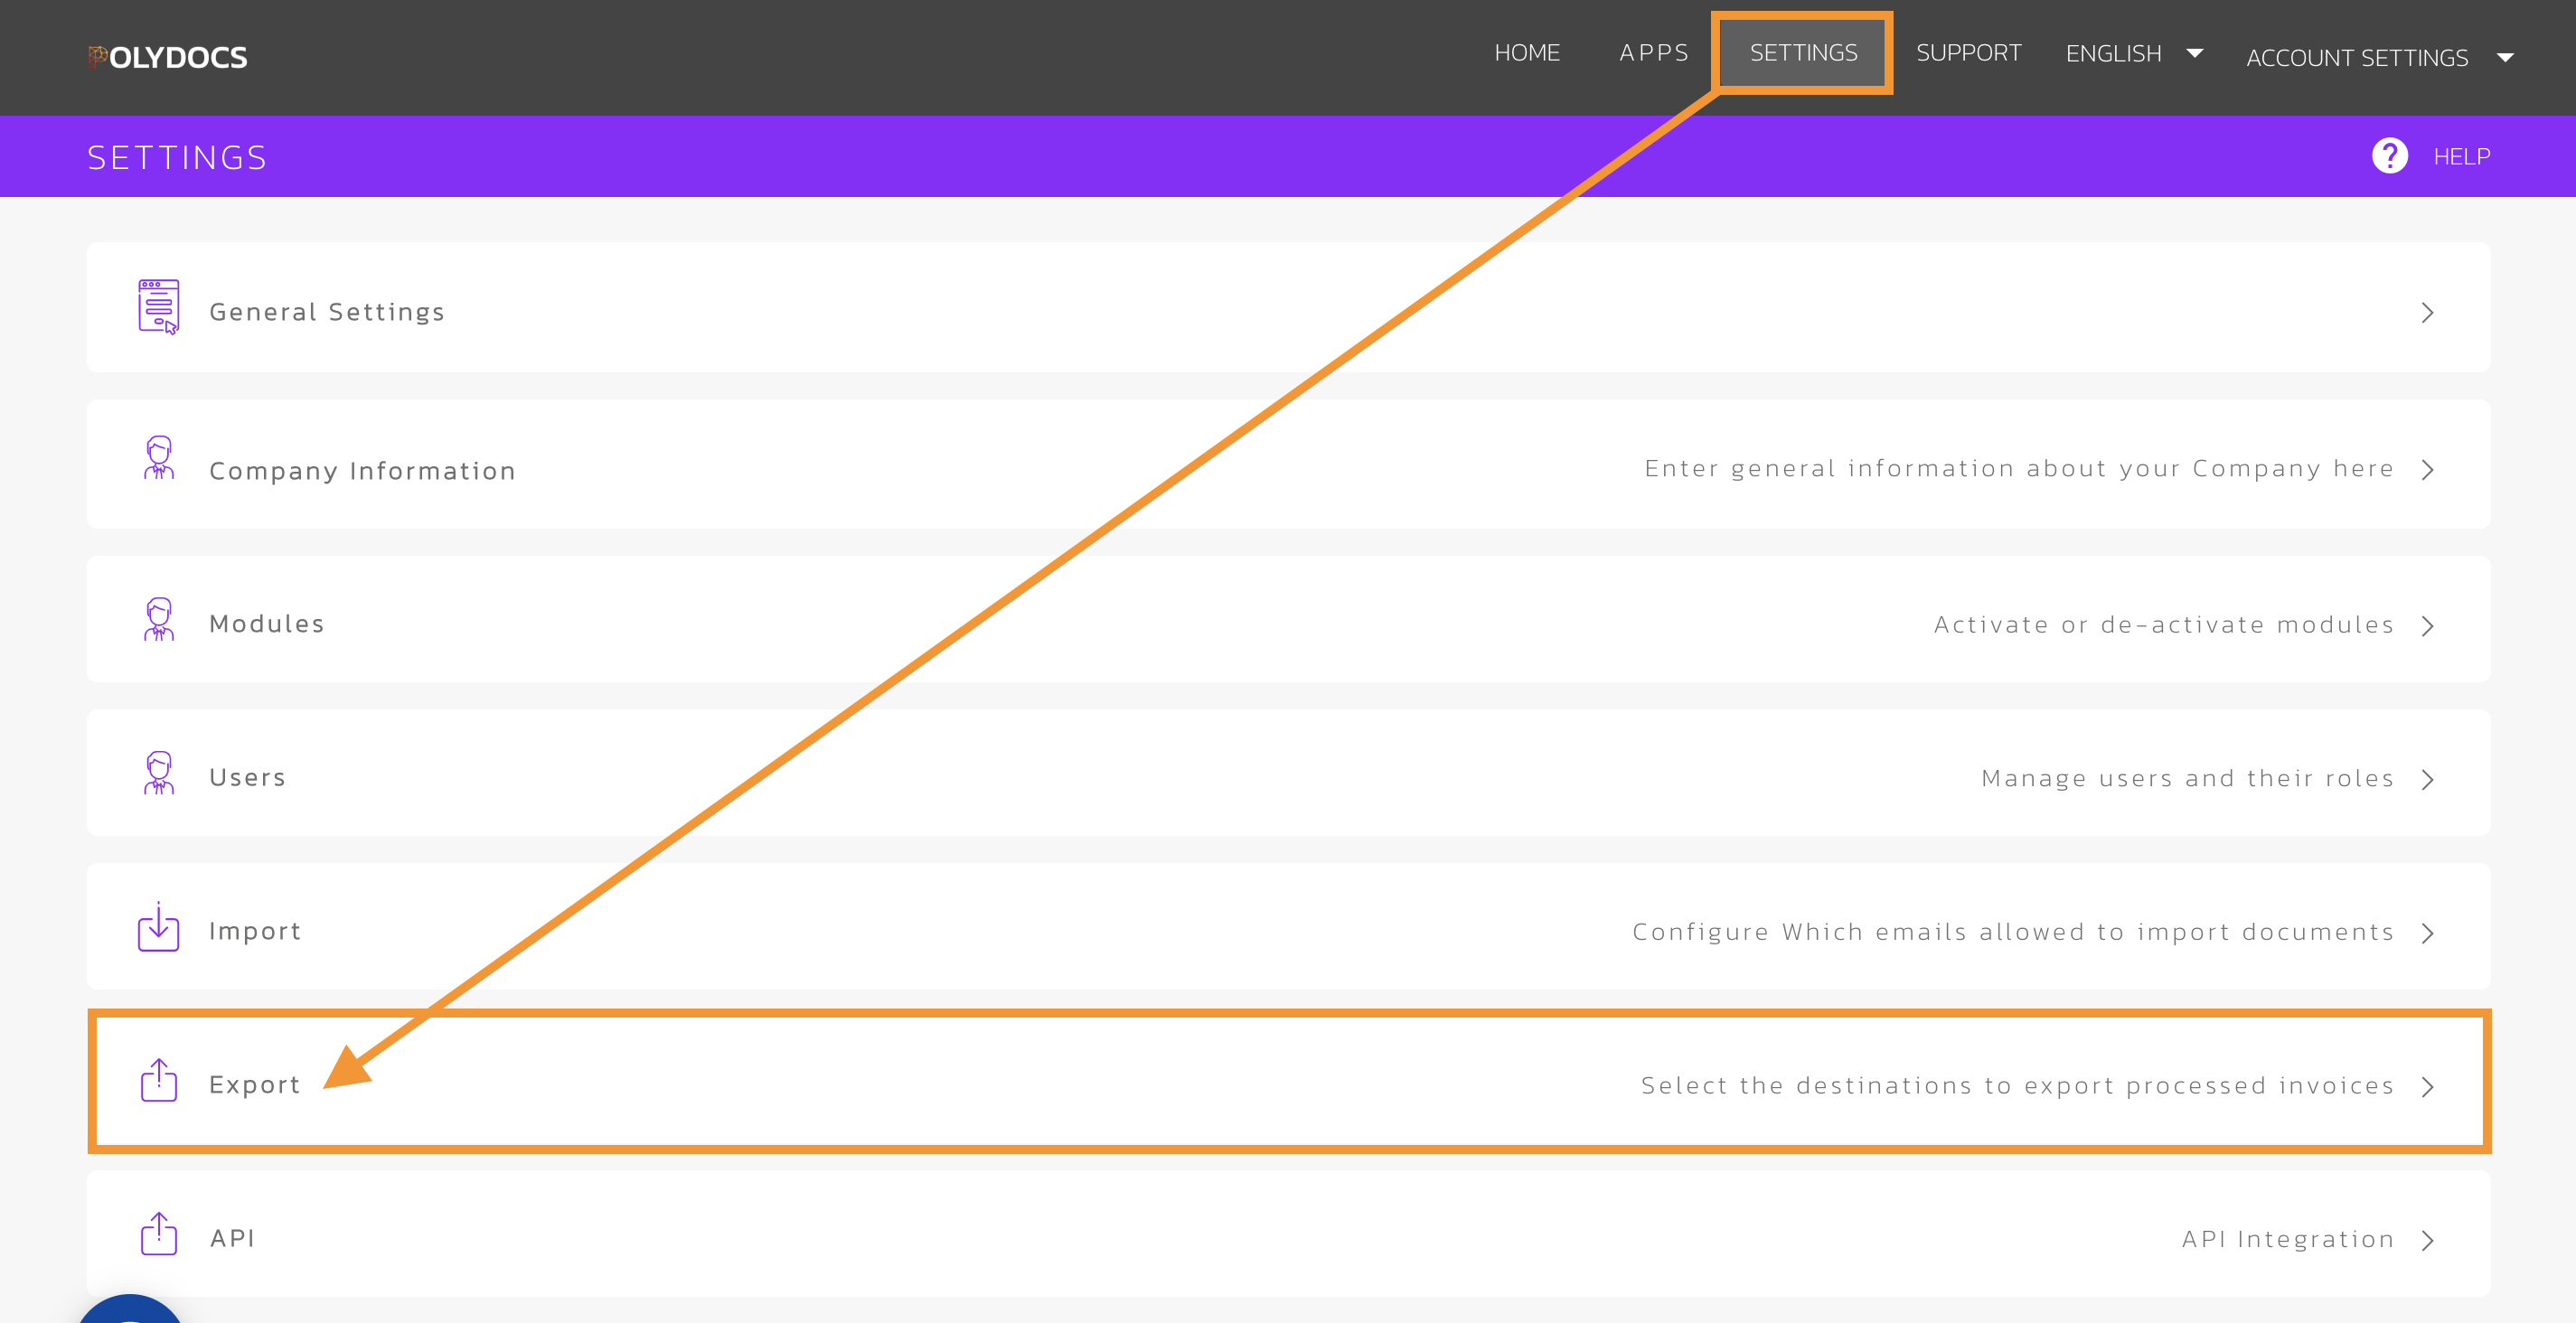 POLYDOCS
HOME APPS SETTINGS SUPPORT ENGLISH ACCOUNT SETTINGS
SETTINGS
? HELP
General Settings
Company Information
Enter general information about your Company here
Modules
Activate or de-activate modules
Users
Manage users and their roles
Import
Configure Which emails allowed to import documents
Export
Select the destinations to export processed invoices
API
API Integration